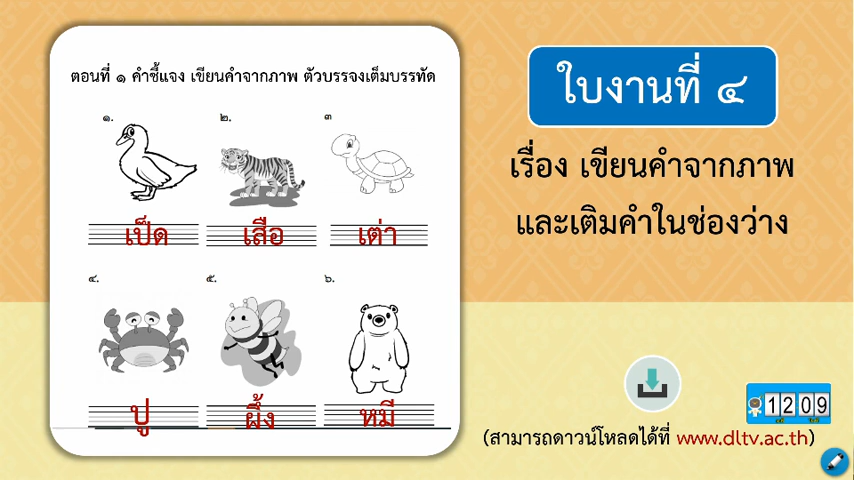 ตอนที่ ๑ คำชี้แจง เขียนคำจากภาพ ตัวบรรจงเต็มบรรทัด
๑. ๒. ๓
เป็ด เสือ เต่า
๔. ๕. ๖.
ปู ผึ้ง หมี
ใบงานที่ ๔
เรื่อง เขียนคำจากภาพ
และเติมคำในช่องว่าง
1209
(สามารถดาวน์โหลดได้ที่ www.dltv.ac.th)